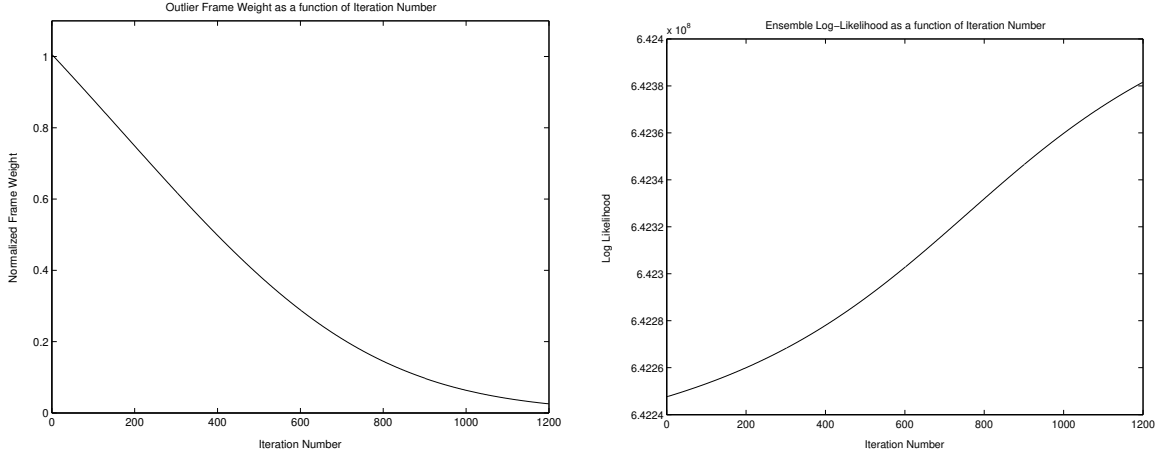 Outlier Frame Weight as a function of Iteration Number
1
0.8
0.6
0.4
0.2
0
0 200 400 600 800 1000 1200
Normalized Frame Weight
Iteration Number
Ensemble Log-Likelihood as a function of Iteration Number
x 10^8
6.424
6.4238
6.4236
6.4234
6.4232
6.423
6.4228
6.4226
6.4224
0 200 400 600 800 1000 1200
Log Likelihood
Iteration Number